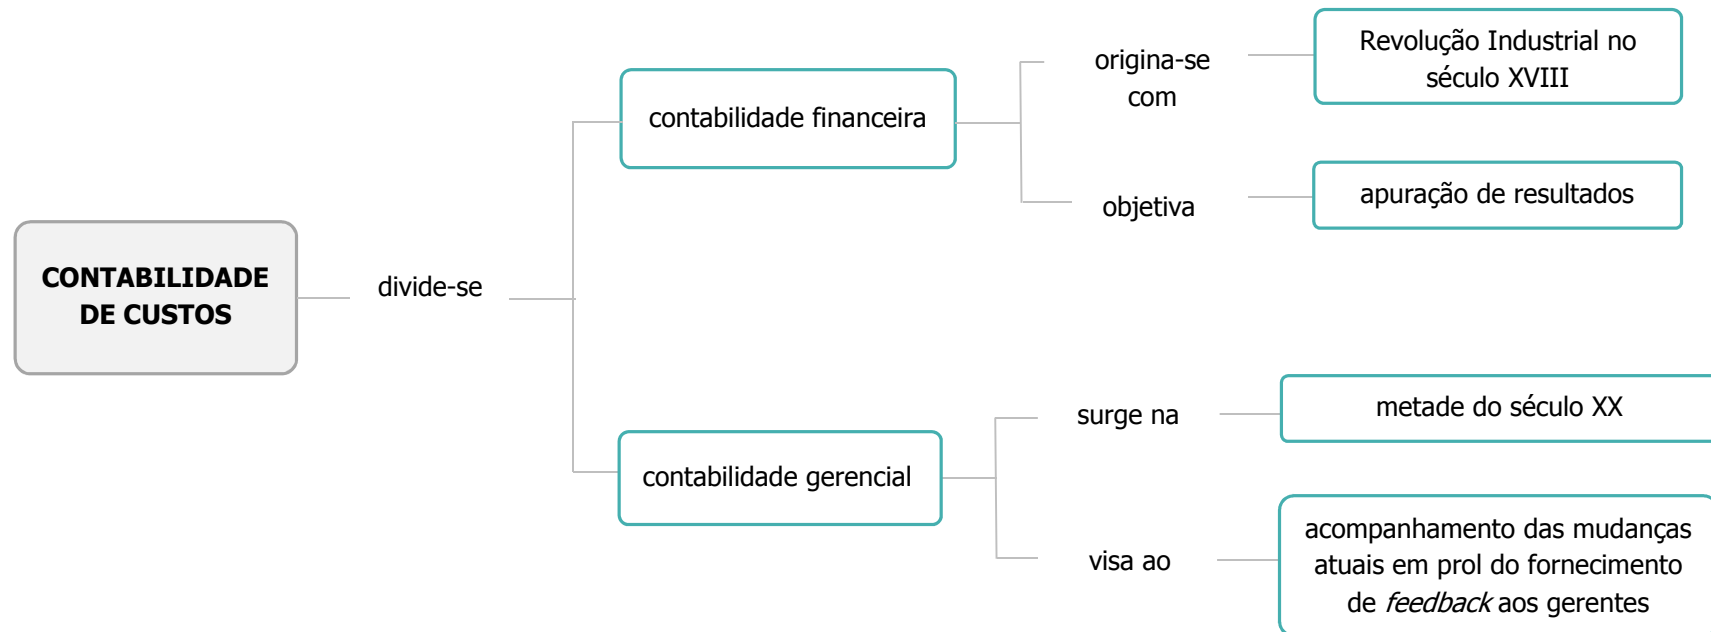 CONTABILIDADE
DE CUSTOS
divide-se
contabilidade financeira
origina-se
com
Revolução Industrial no
século XVIII
objetiva
apuração de resultados
contabilidade gerencial
surge na
metade do século XX
visa ao
acompanhamento das mudanças
atuais em prol do fornecimento
de feedback aos gerentes